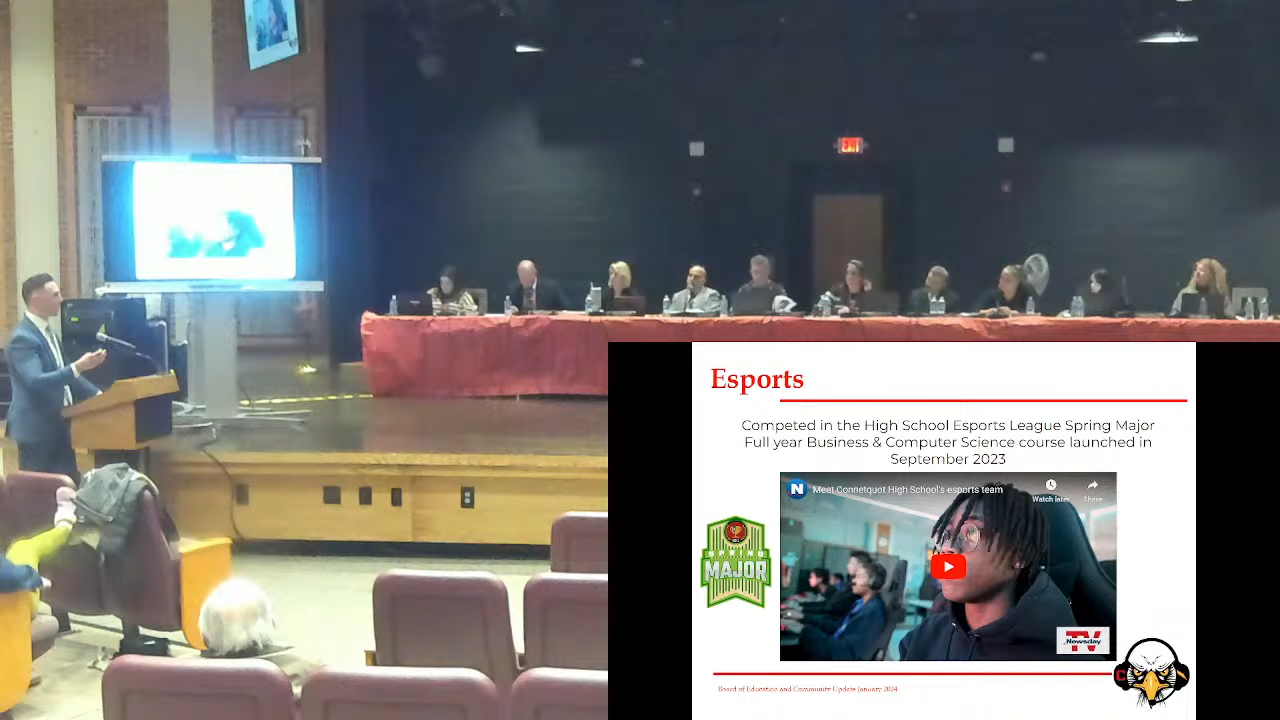 EXIT
Esports
Competed in the High School Esports League Spring Major
Full year Business & Computer Science course launched in
September 2023
N
Meet Connetquot High School's esports team
Watch later
Share
SPRING
MAJOR
TV
Newsday
C
Board of Education and Community Update January 2024